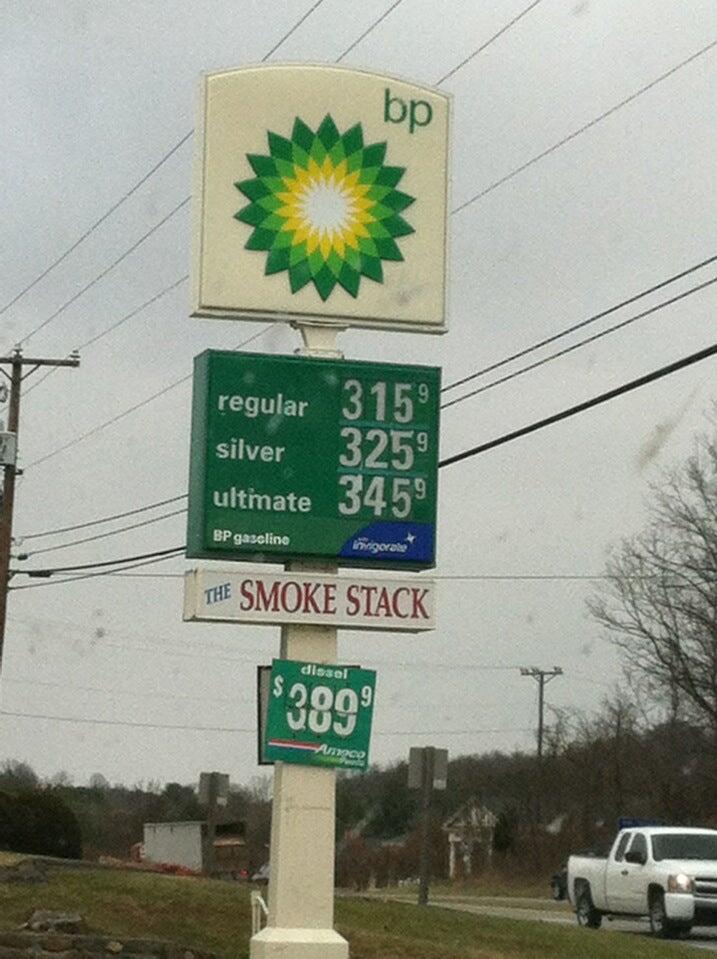 bp
regular 315 9
silver 325 9
ultimate 345 9
BP gasoline
with invigorate
THE SMOKE STACK
diesel
$ 389 9
Amoco